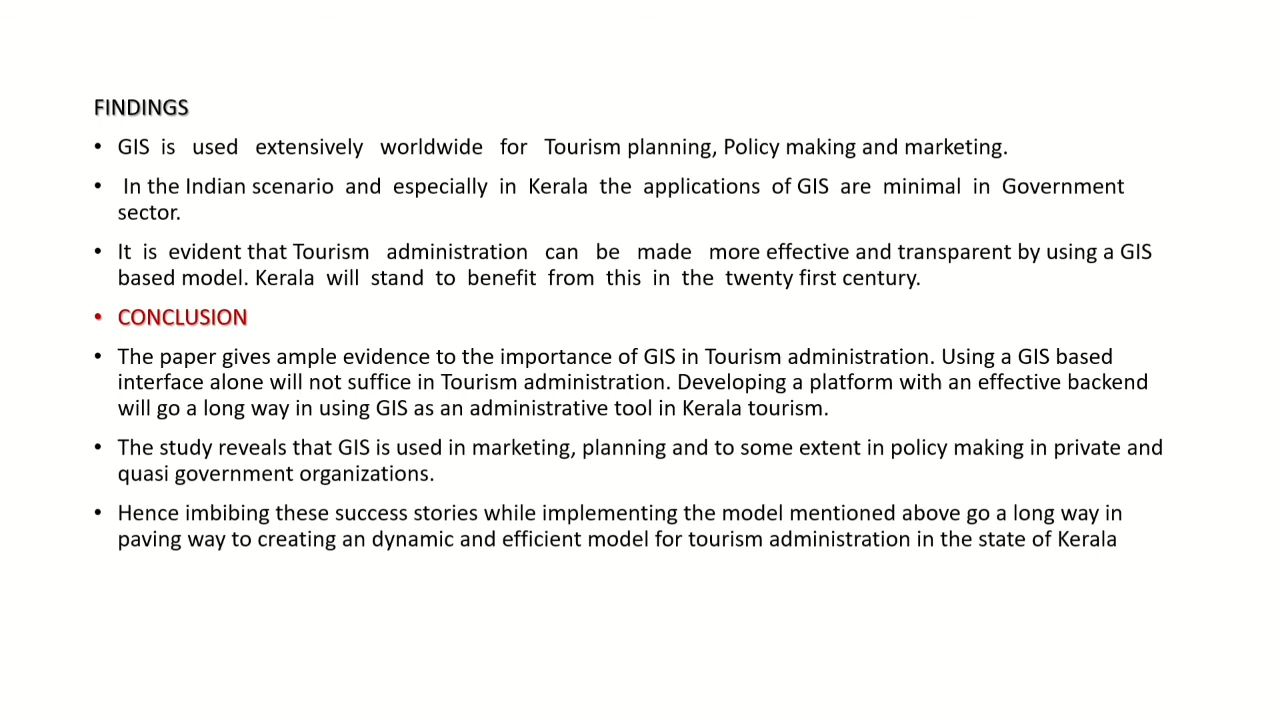 FINDINGS
• GIS is used extensively worldwide for Tourism planning, Policy making and marketing.
• In the Indian scenario and especially in Kerala the applications of GIS are minimal in Government
sector.
• It is evident that Tourism administration can be made more effective and transparent by using a GIS
based model. Kerala will stand to benefit from this in the twenty first century.
• CONCLUSION
• The paper gives ample evidence to the importance of GIS in Tourism administration. Using a GIS based
interface alone will not suffice in Tourism administration. Developing a platform with an effective backend
will go a long way in using GIS as an administrative tool in Kerala tourism.
• The study reveals that GIS is used in marketing, planning and to some extent in policy making in private and
quasi government organizations.
• Hence imbibing these success stories while implementing the model mentioned above go a long way in
paving way to creating an dynamic and efficient model for tourism administration in the state of Kerala